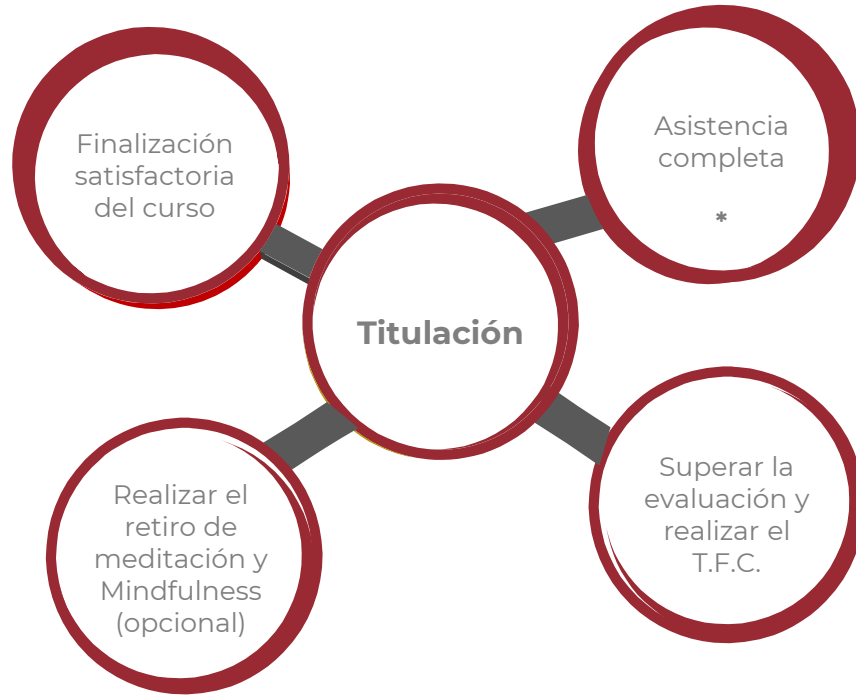 Finalización
satisfactoria
del curso
Asistencia
completa
*
Titulación
Realizar el
retiro de
meditación y
Mindfulness
(opcional)
Superar la
evaluación y
realizar el
T.F.C.